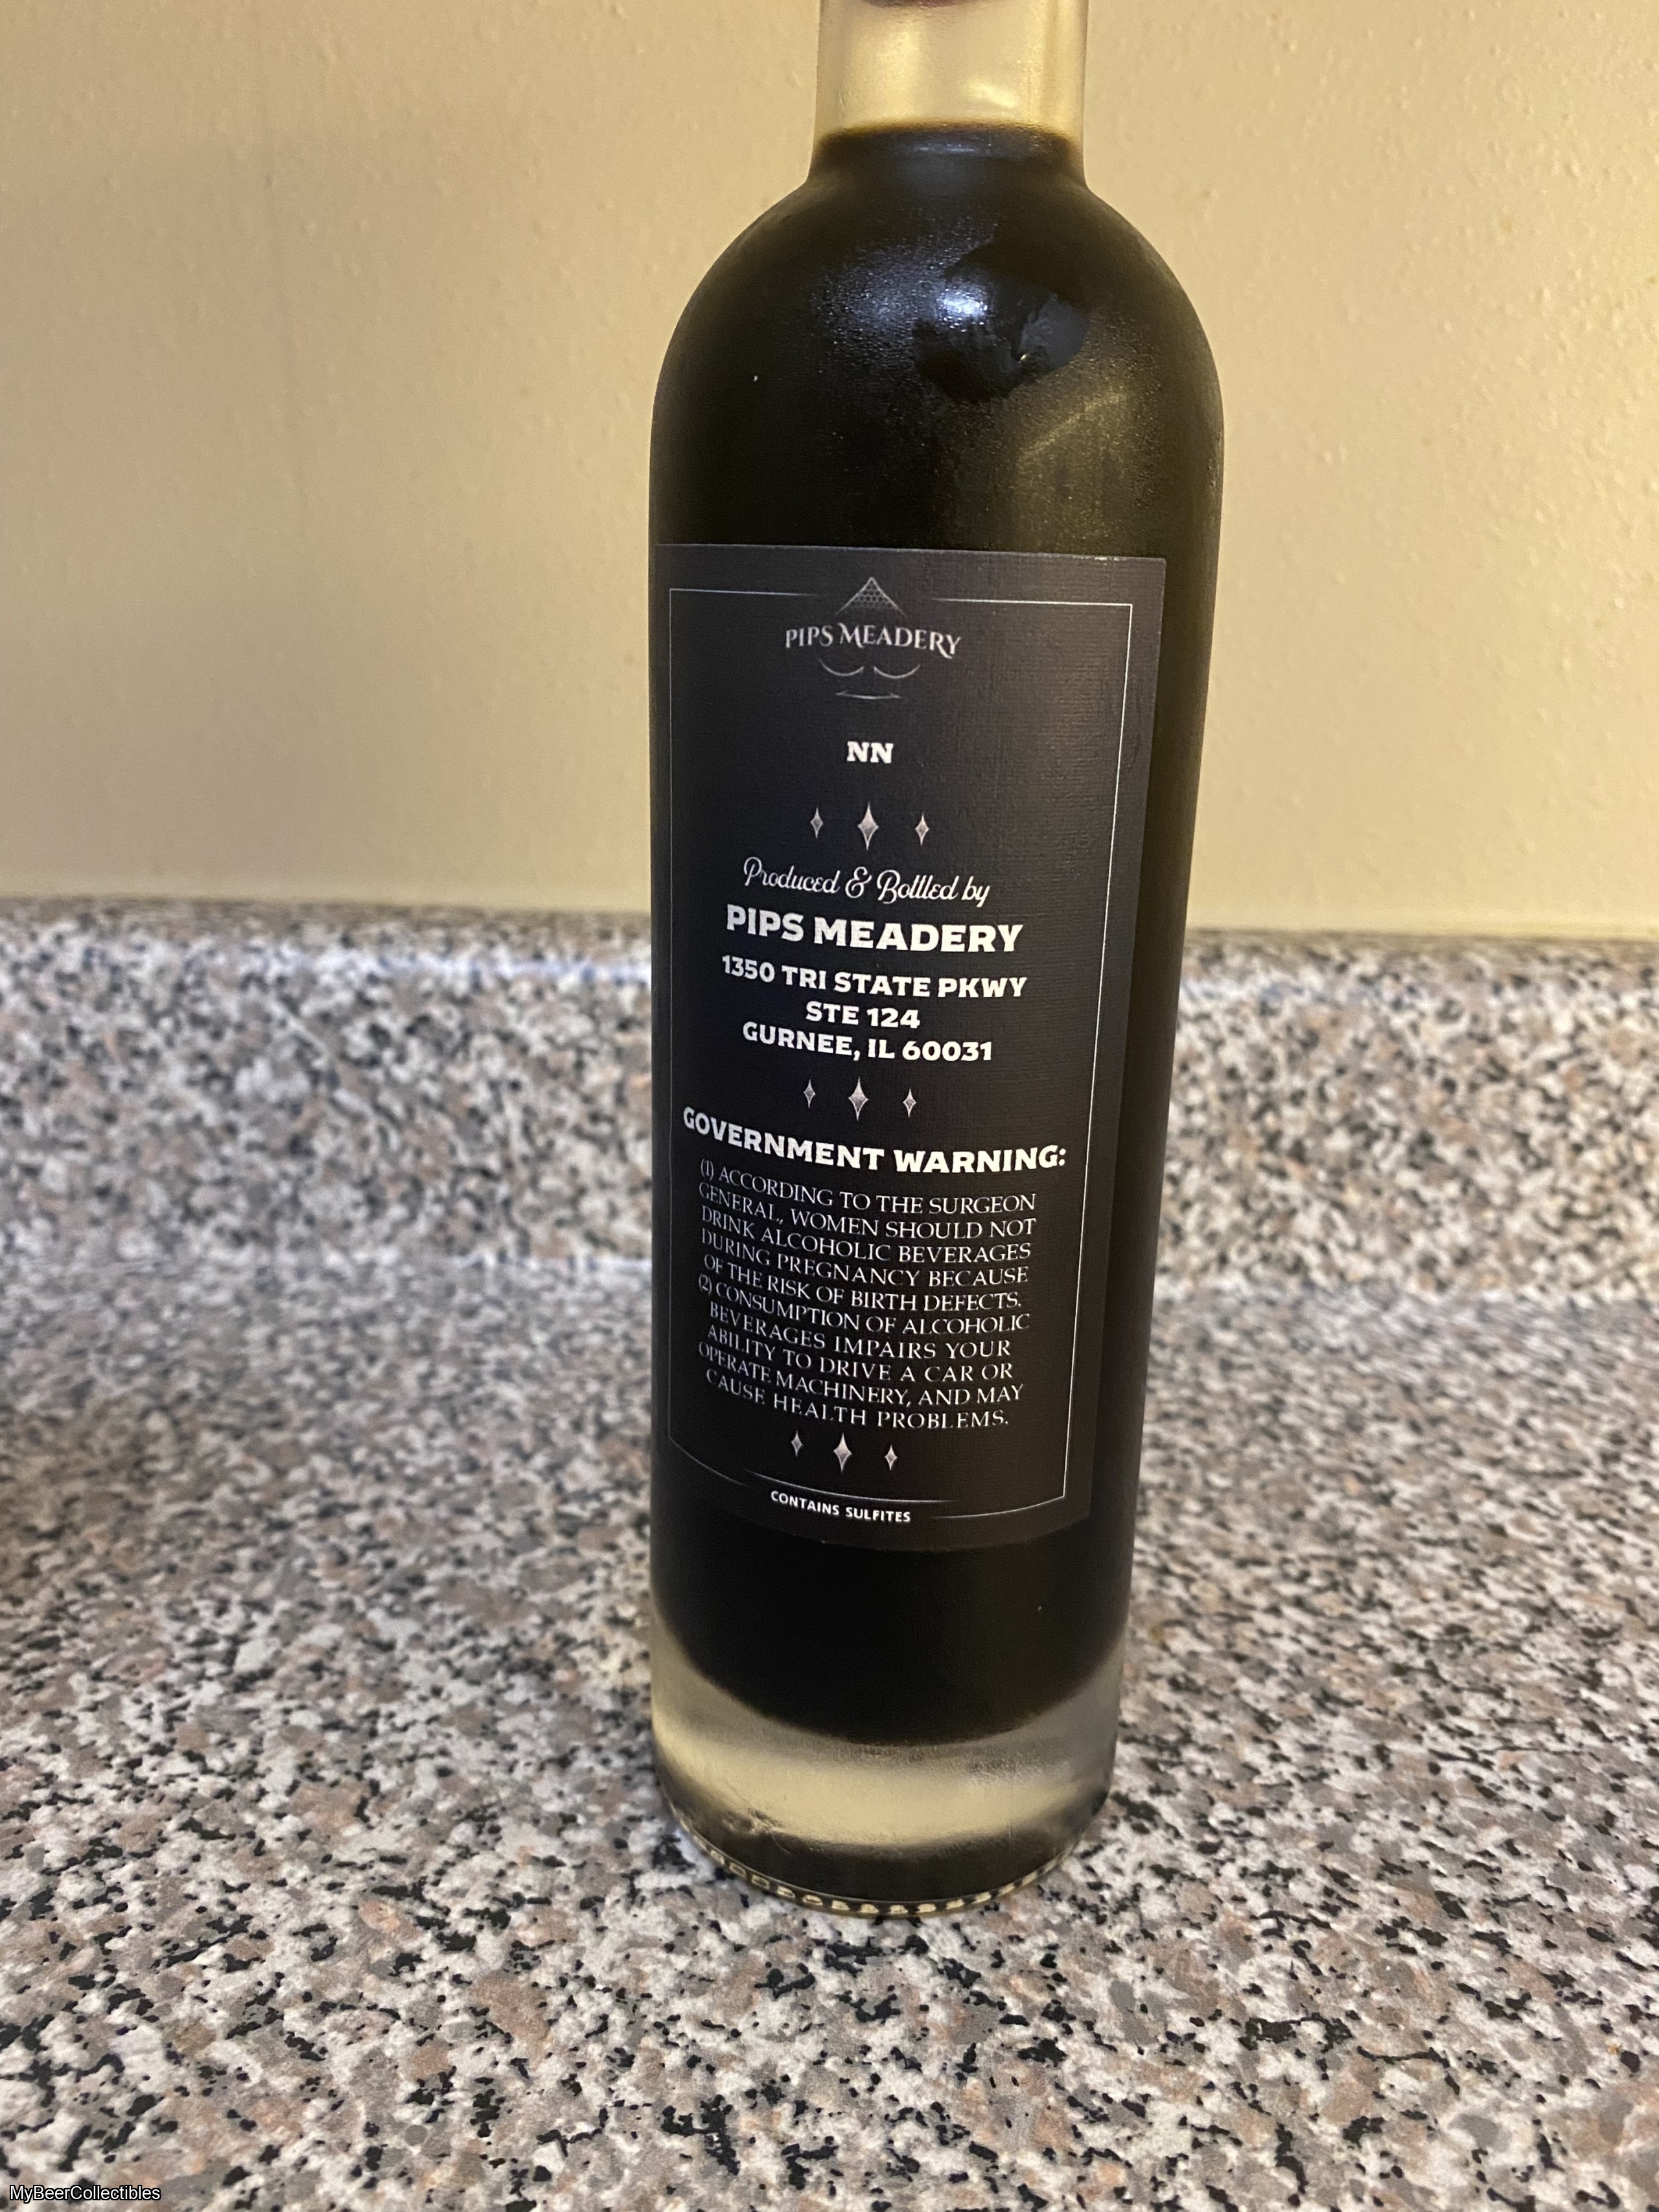 PIPS MEADERY
NN
Produced & Bottled by
PIPS MEADERY
1350 TRI STATE PKWY
STE 124
GURNEE, IL 60031
GOVERNMENT WARNING:
(1) ACCORDING TO THE SURGEON
GENERAL, WOMEN SHOULD NOT
DRINK ALCOHOLIC BEVERAGES
DURING PREGNANCY BECAUSE
OF THE RISK OF BIRTH DEFECTS.
(2) CONSUMPTION OF ALCOHOLIC
BEVERAGES IMPAIRS YOUR
ABILITY TO DRIVE A CAR OR
OPERATE MACHINERY, AND MAY
CAUSE HEALTH PROBLEMS.
CONTAINS SULFITES
MyBeerCollectibles